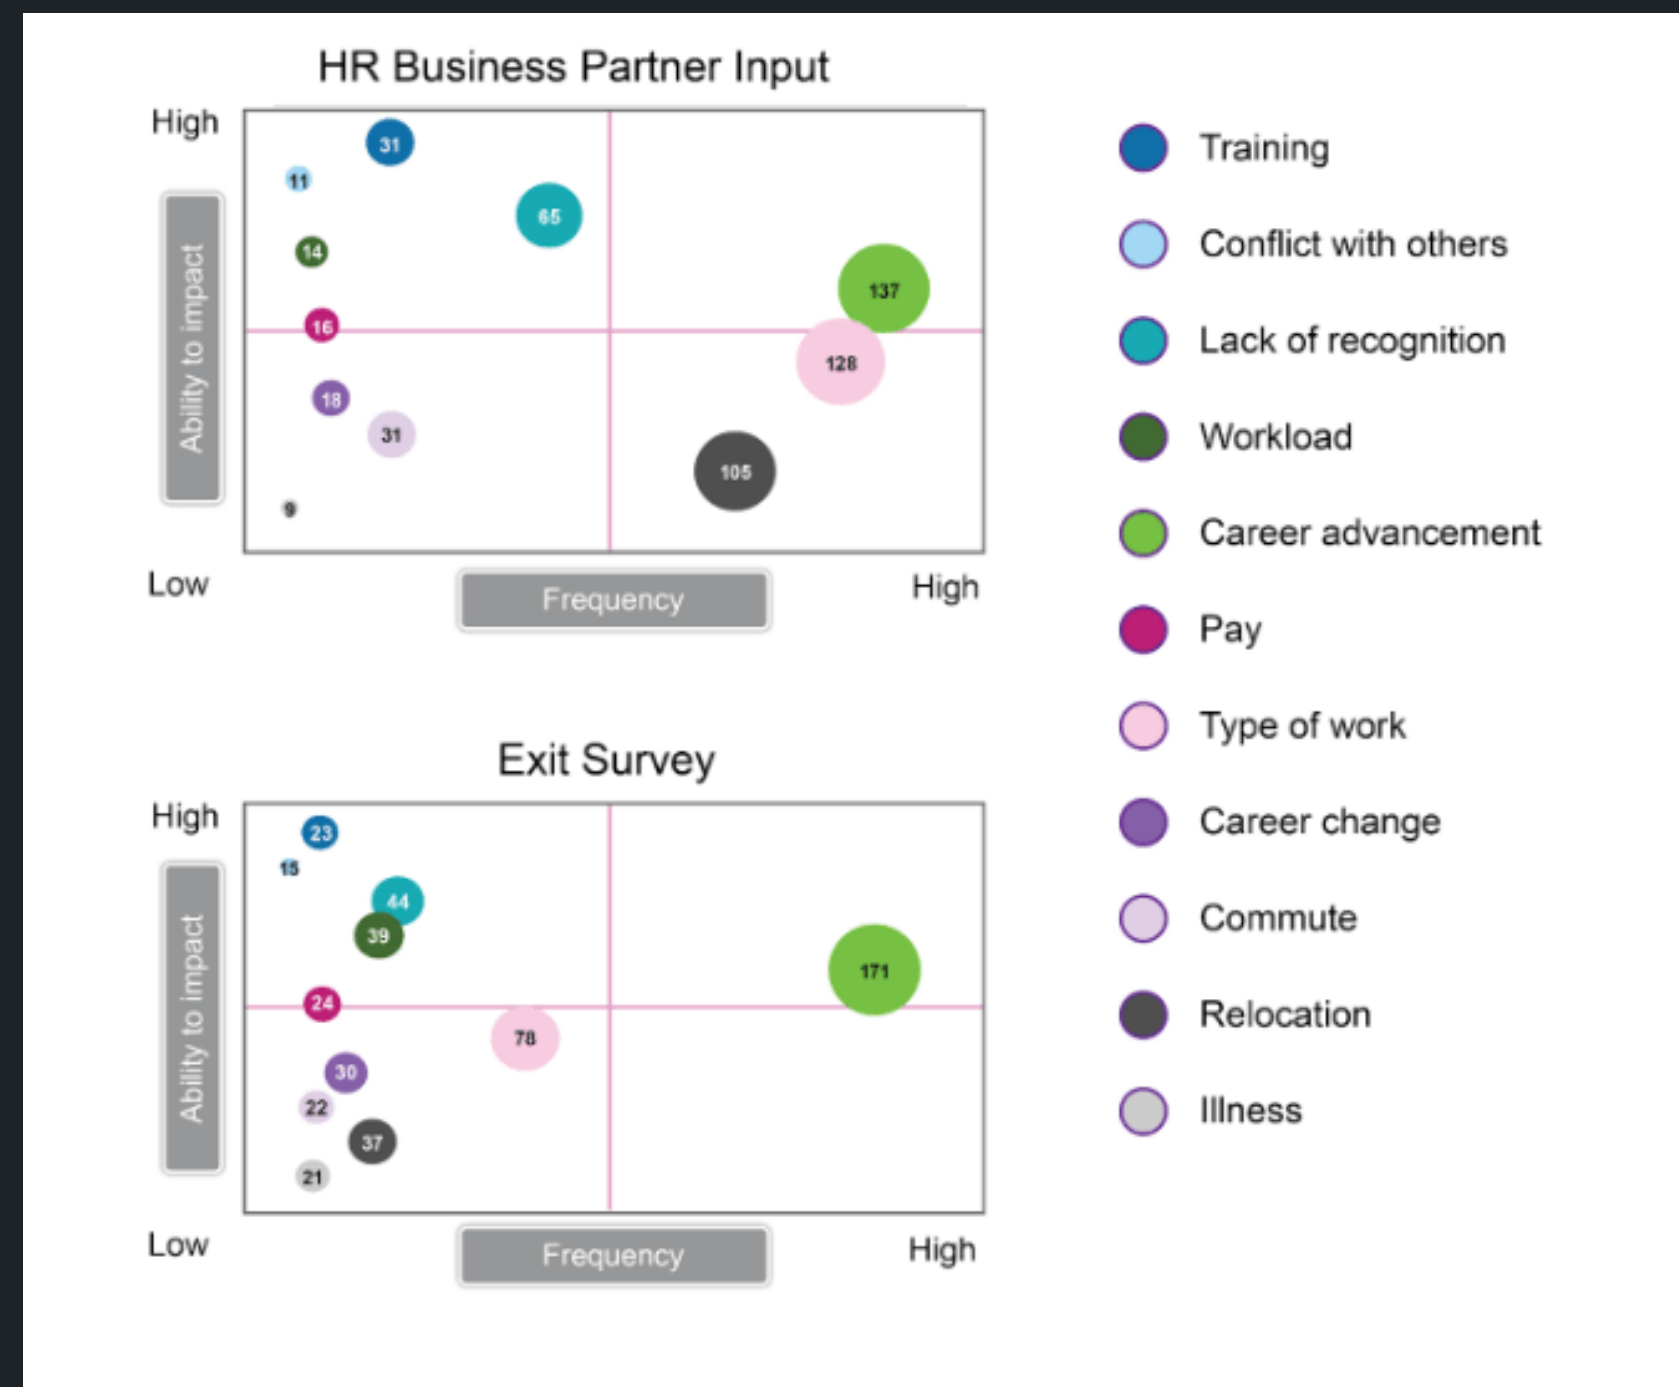 HR Business Partner Input
High
31
11
65
14
137
16
128
18
31
105
9
Ability to impact
Low
Frequency
High
Exit Survey
High
23
15
44
39
171
24
78
30
22
37
21
Ability to impact
Low
Frequency
High
Training
Conflict with others
Lack of recognition
Workload
Career advancement
Pay
Type of work
Career change
Commute
Relocation
Illness